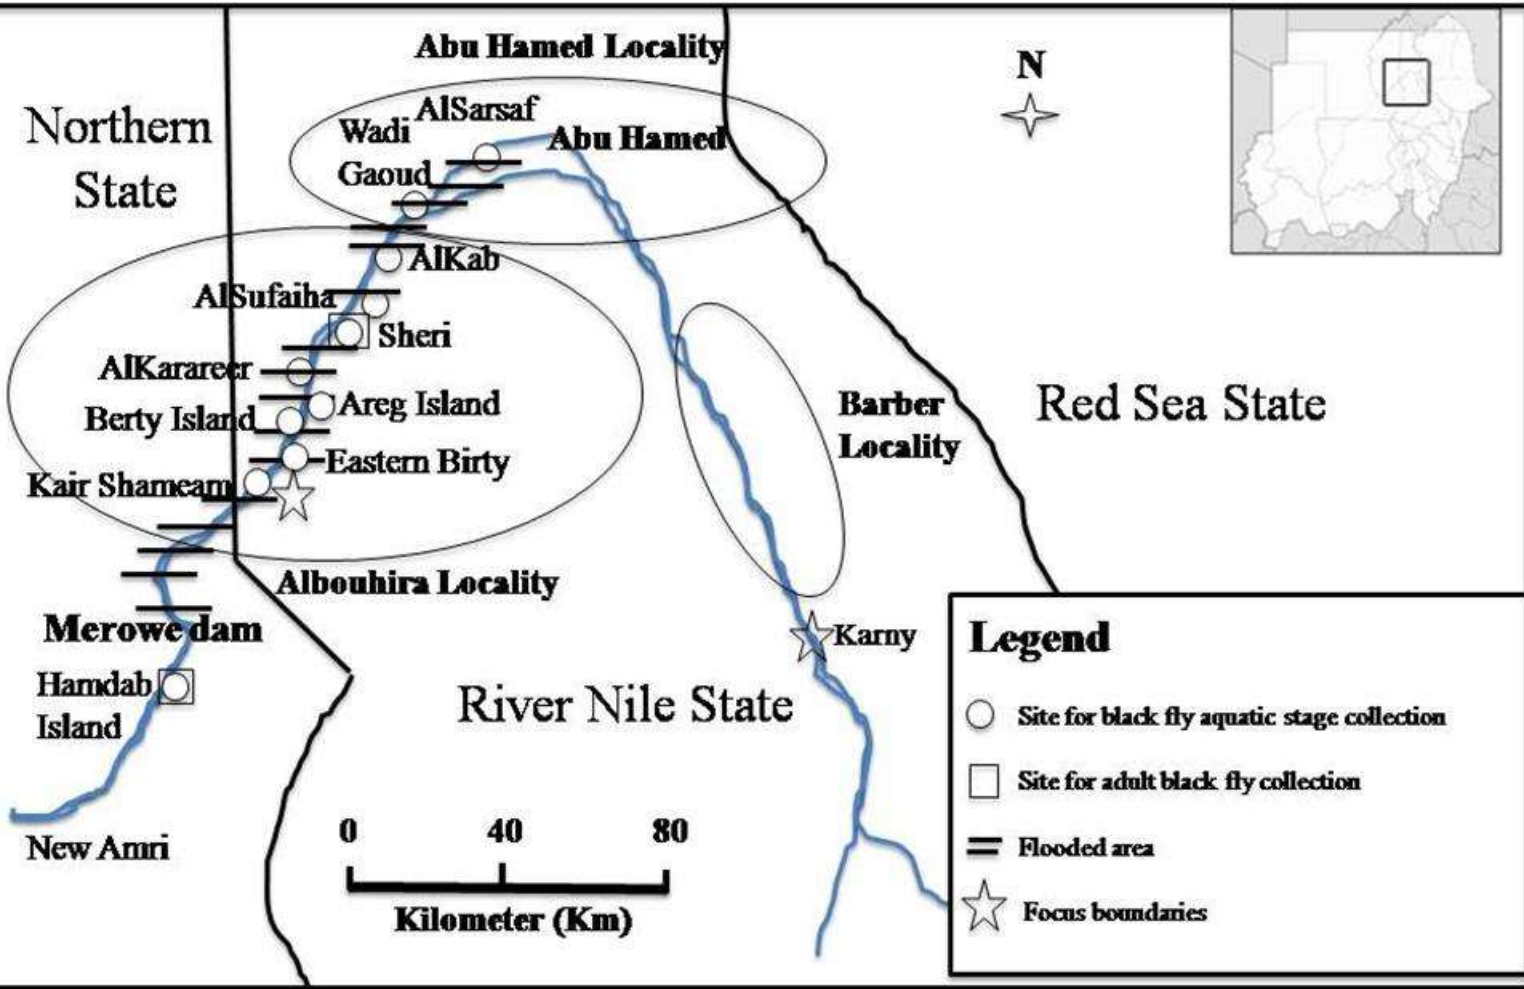 Abu Hamed Locality
N
Northern
State
AlSarsaf
Wadi
Gaoud
Abu Hamed
AlKab
AlSufaiha
Sheri
AlKarareer
Areg Island
Berty Island
Eastern Birty
Kair Shameam
Barber
Locality
Red Sea State
Albouhira Locality
Merowe dam
Karny
Hamdab
Island
River Nile State
New Amri
0 40 80
Kilometer (Km)
Legend
Site for black fly aquatic stage collection
Site for adult black fly collection
Flooded area
Focus boundaries